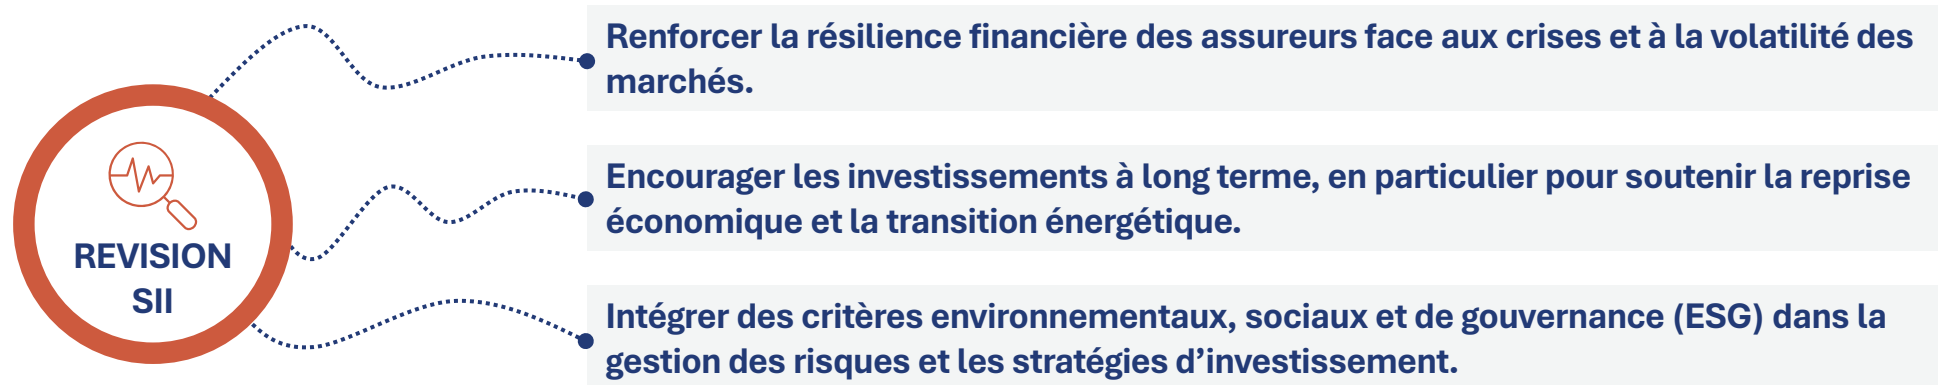 REVISION
SII
Renforcer la résilience financière des assureurs face aux crises et à la volatilité des
marchés.
Encourager les investissements à long terme, en particulier pour soutenir la reprise
économique et la transition énergétique.
Intégrer des critères environnementaux, sociaux et de gouvernance (ESG) dans la
gestion des risques et les stratégies d’investissement.